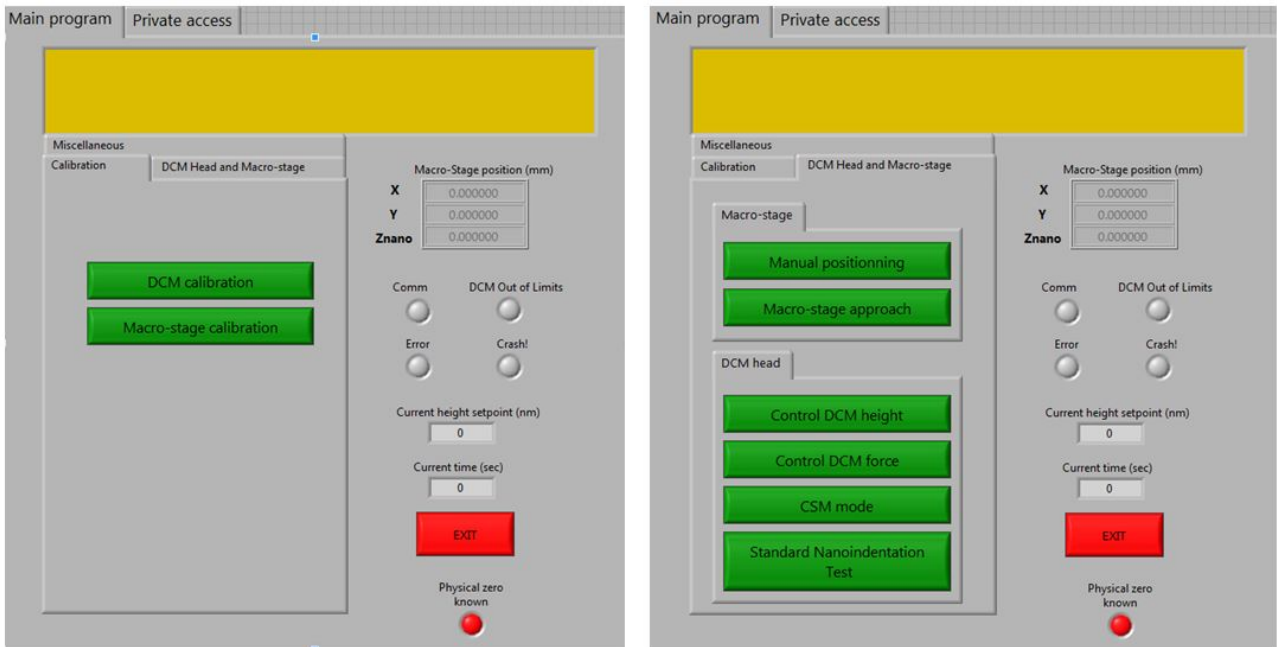 Main program
Private access
Miscellaneous
Calibration
DCM Head and Macro-stage
DCM calibration
Macro-stage calibration
Macro-Stage position (mm)
X 0.000000
Y 0.000000
Znano 0.000000
Comm
DCM Out of Limits
Error
Crash!
Current height setpoint (nm)
0
Current time (sec)
0
EXIT
Physical zero
known
Main program
Private access
Miscellaneous
Calibration
DCM Head and Macro-stage
Macro-stage
Manual positionning
Macro-stage approach
DCM head
Control DCM height
Control DCM force
CSM mode
Standard Nanoindentation
Test
Macro-Stage position (mm)
X 0.000000
Y 0.000000
Znano 0.000000
Comm
DCM Out of Limits
Error
Crash!
Current height setpoint (nm)
0
Current time (sec)
0
EXIT
Physical zero
known